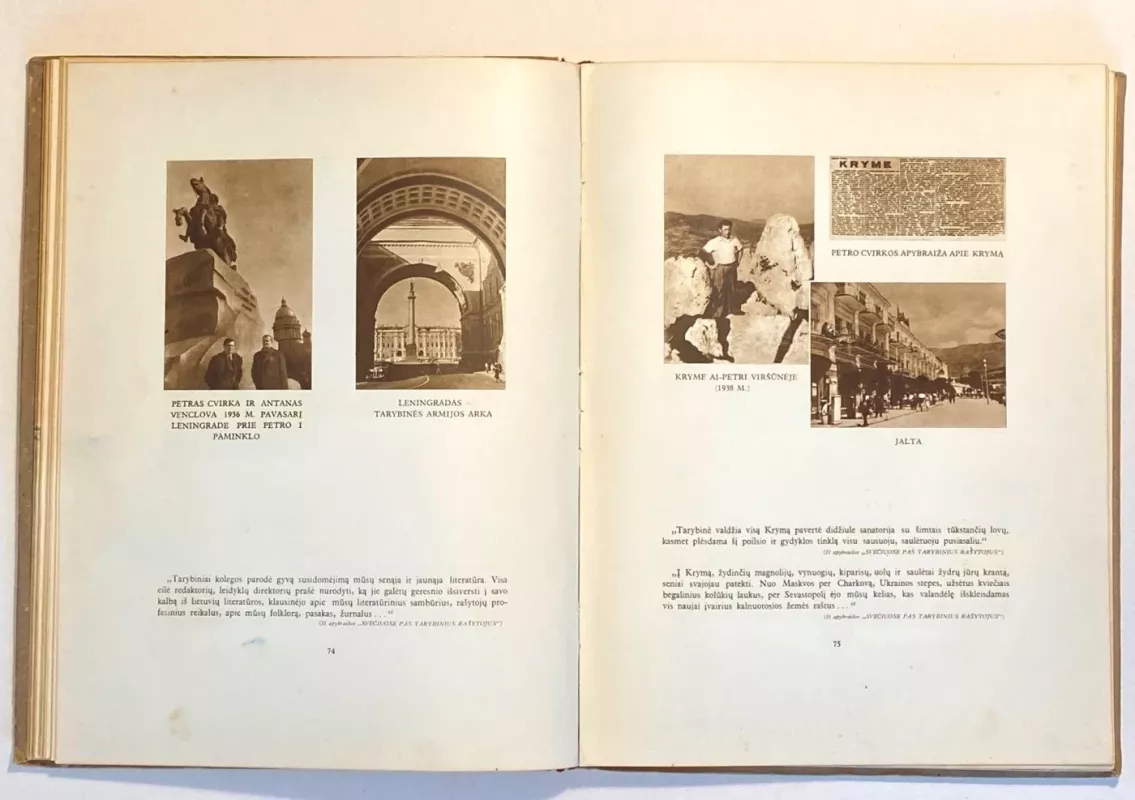 PETRAS CVIRKA IR ANTANAS
VENCLOVA 1936 M. PAVASARĮ
LENINGRADE PRIE PETRO I
PAMINKLO
LENINGRADAS –
TARYBINĖS ARMIJOS ARKA
„Tarybiniai kolegos parodė gyvą susidomėjimą mūsų senąja ir jaunąja literatūra. Visa
eilė redaktorių, leidyklų direktorių prašė nurodyti, ką jie galėtų geresnio išsiversti į savo
kalbą iš lietuvių literatūros, klausinėjo apie mūsų literatūrinius sambūrius, rašytojų pro-
fesinius reikalus, apie mūsų folklorą, pasakas, žurnalus . . .“
(Iš apybraižos „SVEČIUOSE PAS TARYBINIUS RAŠYTOJUS“)
74
KRYME
PETRO CVIRKOS APYBRAIŽA APIE KRYMĄ
KRYME AI-PETRI VIRŠŪNĖJE
(1938 M.)
JALTA
„Tarybinė valdžia visą Krymą pavertė didžiule sanatorija su šimtais tūkstančių lovų,
kasmet plėsdama šį poilsio ir gydyklos tinklą visu sausuoju, saulėtuoju pusiasaliu.“
(Iš apybraižos „SVEČIUOSE PAS TARYBINIUS RAŠYTOJUS“)
„Į Krymą, žydinčių magnolijų, vynuogių, kiparisų, uolų ir saulėtai žydrų jūrų krantą,
seniai svajojau patekti. Nuo Maskvos per Charkovą, Ukrainos stepes, užsėtus kviečiais
begalinius kolūkių laukus, per Sevastopolį ėjo mūsų kelias, kas valandėlę išskleisdamas
vis naujai įvairius kalnuotosios žemės raštus . . .“
(Iš apybraižos „SVEČIUOSE PAS TARYBINIUS RAŠYTOJUS“)
75